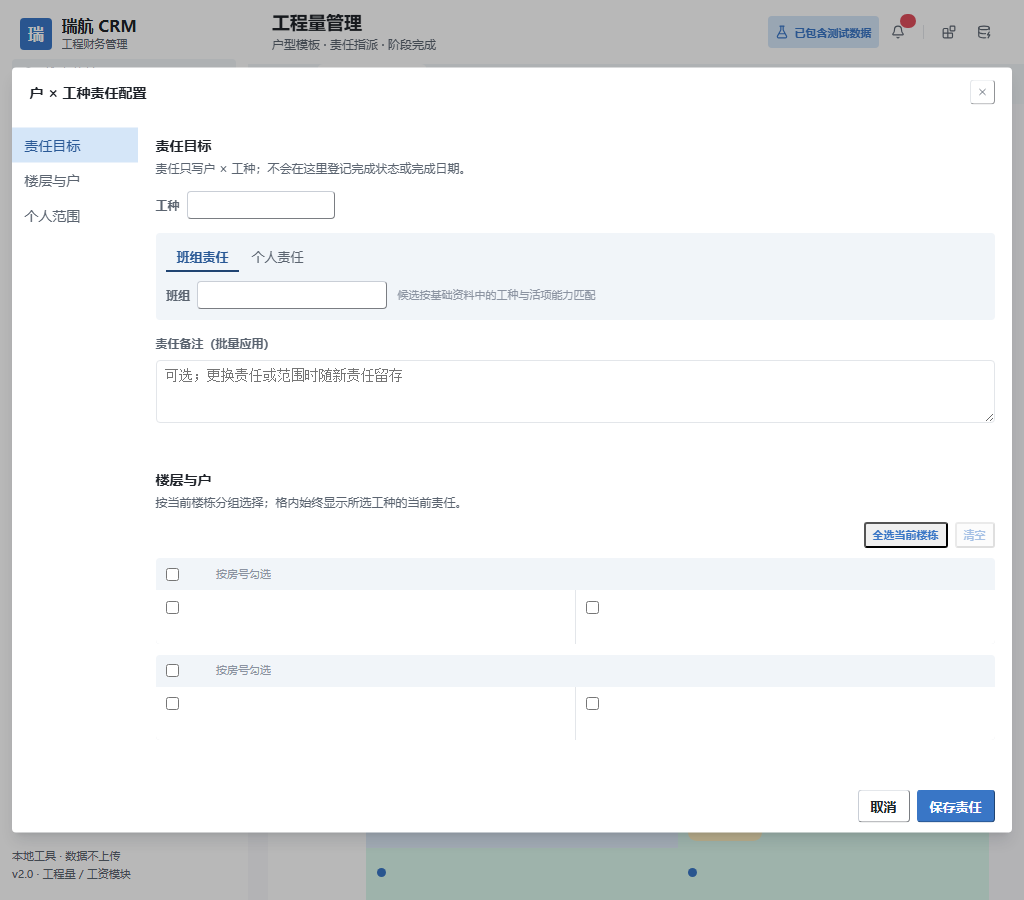 瑞
瑞航 CRM
工程财务管理
工程量管理
户型模板 · 责任指派 · 阶段完成
已包含测试数据
户 × 工种责任配置
×
责任目标
楼层与户
个人范围
责任目标
责任只写户 × 工种；不会在这里登记完成状态或完成日期。
工种
班组责任
个人责任
班组
候选按基础资料中的工种与活项能力匹配
责任备注（批量应用）
可选；更换责任或范围时随新责任留存
楼层与户
按当前楼栋分组选择；格内始终显示所选工种的当前责任。
全选当前楼栋
清空
按房号勾选
按房号勾选
取消
保存责任
本地工具 · 数据不上传
v2.0 · 工程量 / 工资模块